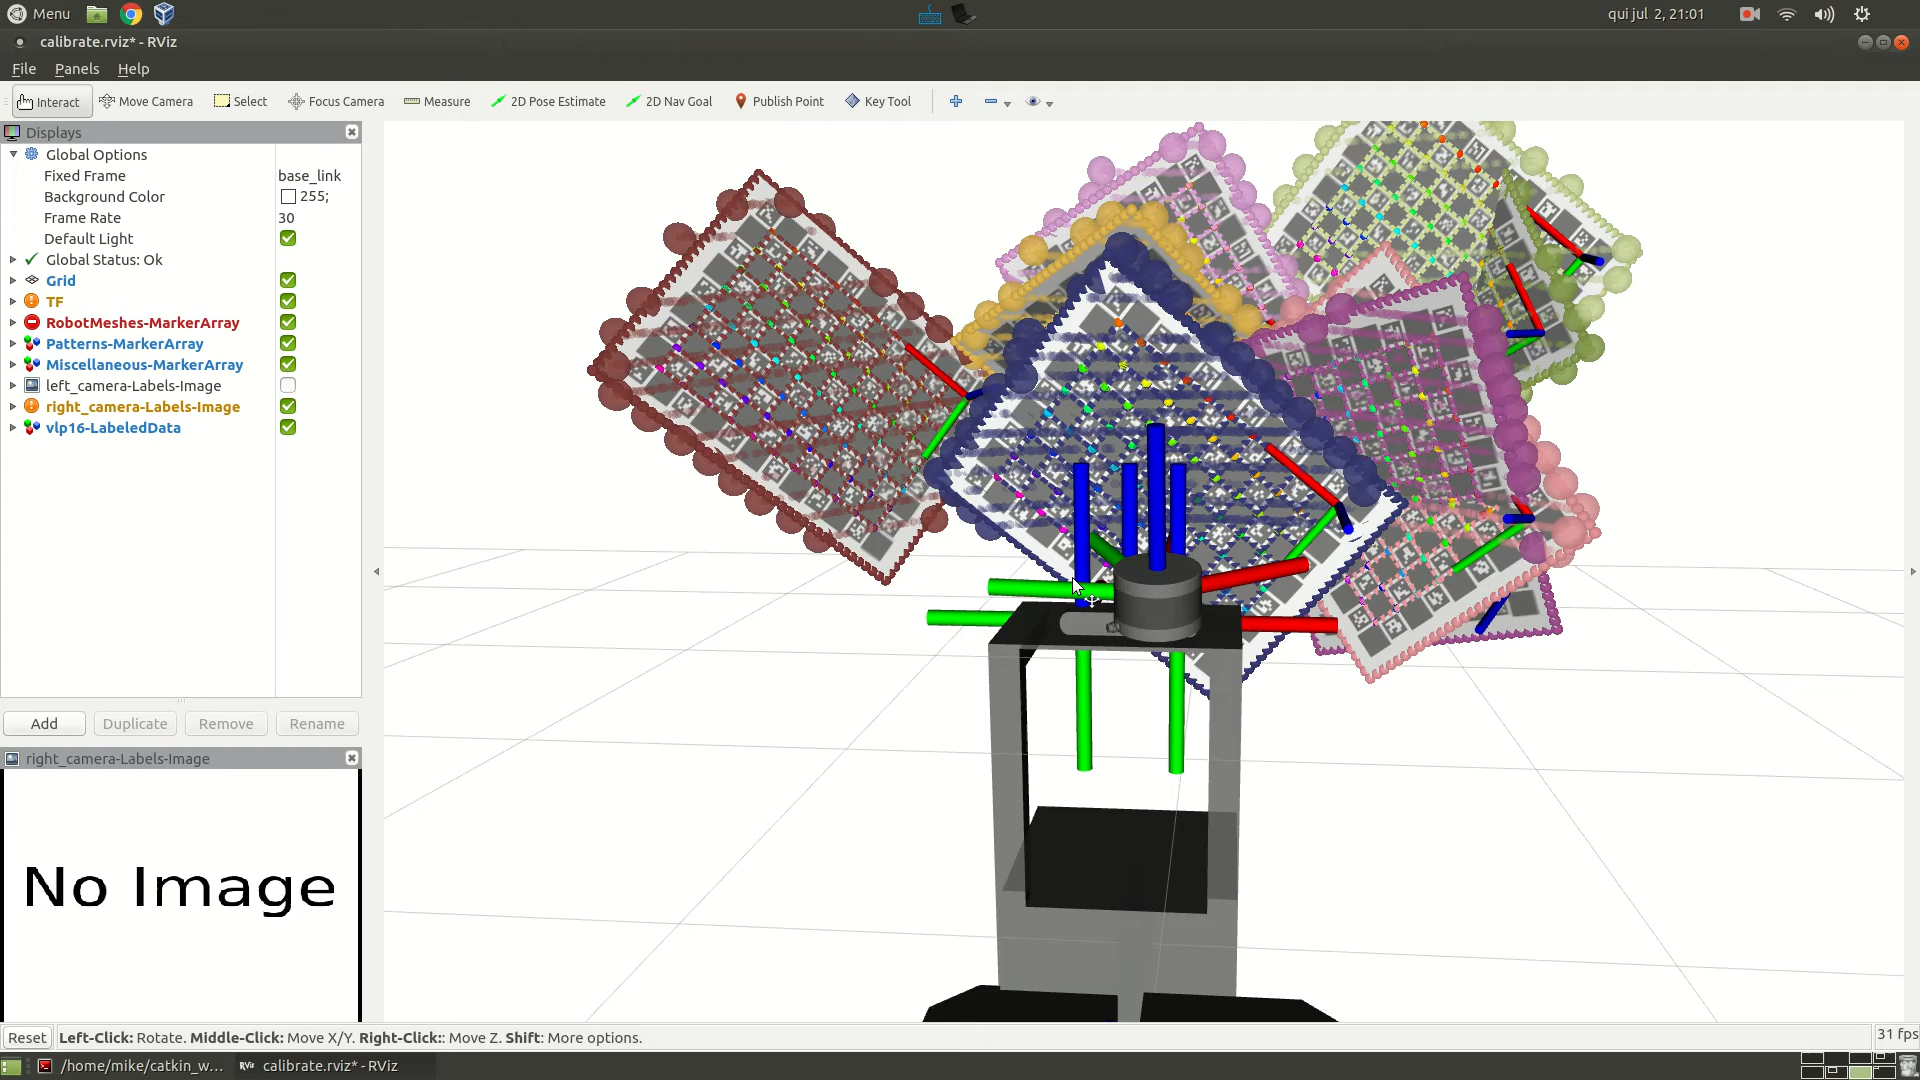 Menu
qui jul 2, 21:01
calibrate.rviz* - RViz
File Panels Help
Interact Move Camera Select Focus Camera Measure 2D Pose Estimate 2D Nav Goal Publish Point Key Tool
Displays
Global Options
Fixed Frame base_link
Background Color 255;
Frame Rate 30
Default Light
Global Status: Ok
Grid
TF
RobotMeshes-MarkerArray
Patterns-MarkerArray
Miscellaneous-MarkerArray
left_camera-Labels-Image
right_camera-Labels-Image
vlp16-LabeledData
Add Duplicate Remove Rename
right_camera-Labels-Image
No Image
Reset Left-Click: Rotate. Middle-Click: Move X/Y. Right-Click:: Move Z. Shift: More options. 31 fps
/home/mike/catkin_w... RViz calibrate.rviz* - RViz